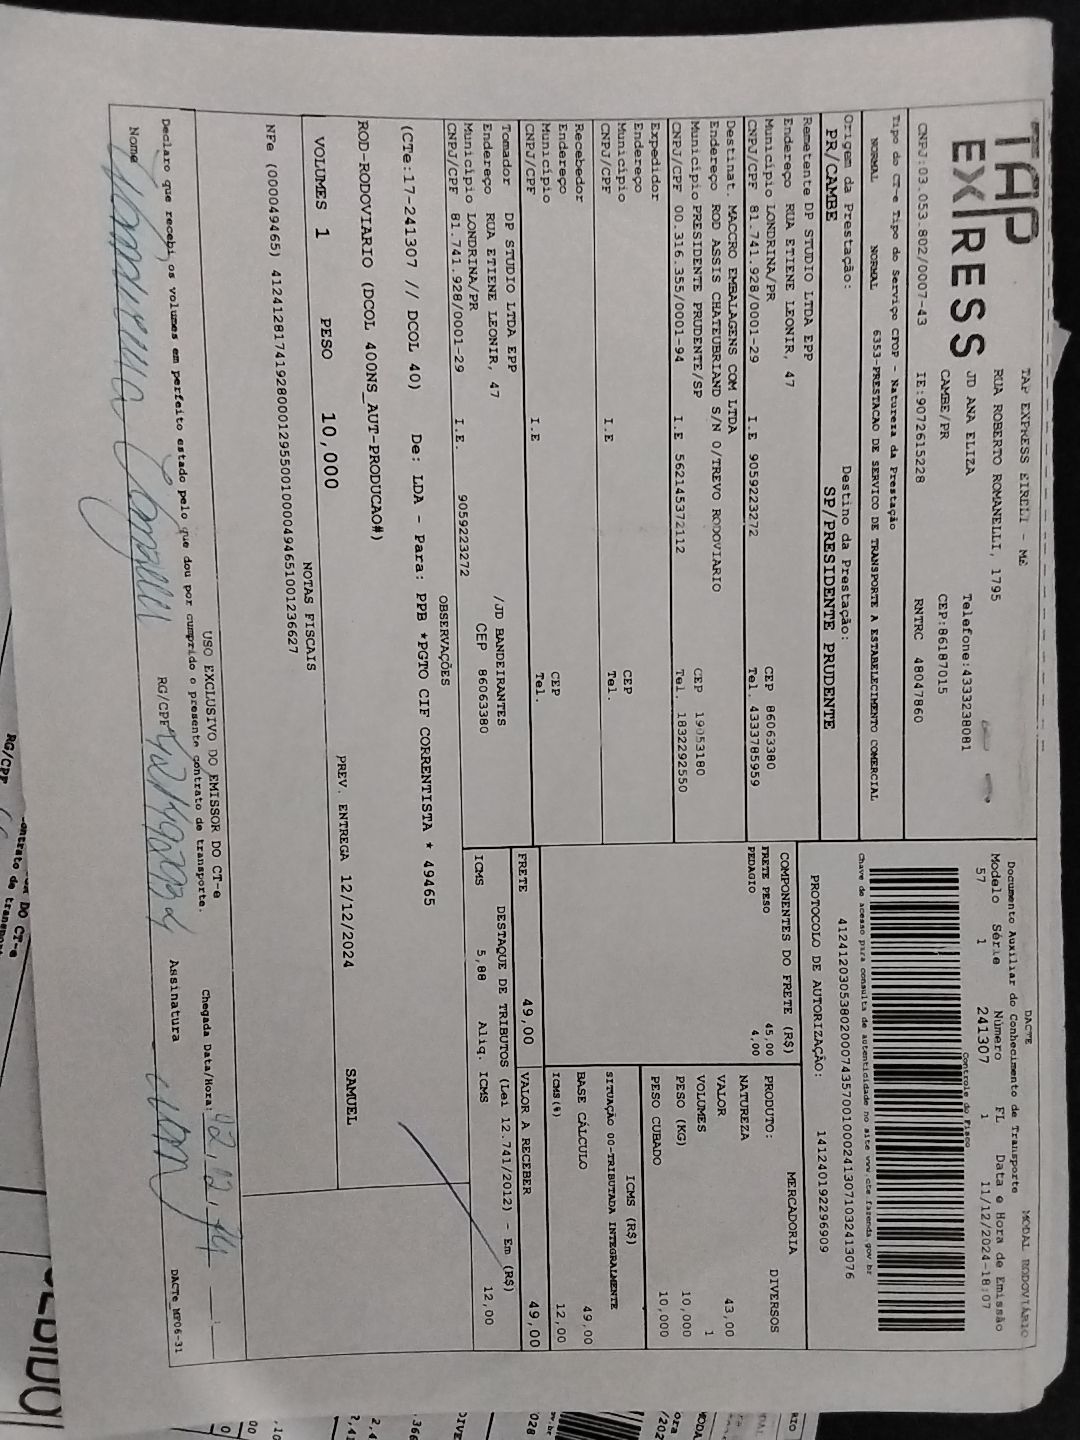 TAP
EXPRESS
TAP EXPRESS EIRELI - ME
RUA ROBERTO ROMANELLI, 1795
JD ANA ELIZA
CAMBE/PR
Telefone:4333238081
CEP:86187015
CNPJ:03.053.802/0007-43 IE:9072615228 RNTRC 48047860
DACTE MODAL RODOVIÁRIO
Documento Auxiliar do Conhecimento de Transporte
Modelo Série Número FL Data e Hora de Emissão
57 1 241307 1 11/12/2024-18:07
Controle do Fisco
Chave de acesso para consulta de autenticidade no site www.cte.fazenda.gov.br
41241203053802000743570010002413071032413076
PROTOCOLO DE AUTORIZAÇÃO: 141240192296909
Tipo do CT-e Tipo do Serviço CFOP - Natureza da Prestação
NORMAL NORMAL 6353-PRESTACAO DE SERVICO DE TRANSPORTE A ESTABELECIMENTO COMERCIAL
Origem da Prestação: Destino da Prestação:
PR/CAMBE SP/PRESIDENTE PRUDENTE
Remetente DP STUDIO LTDA EPP
Endereço RUA ETIENE LEONIR, 47
Município LONDRINA/PR CEP 86063380
CNPJ/CPF 81.741.928/0001-29 I.E 9059223272 Tel. 4333785959
Destinat. MACCRO EMBALAGENS COM LTDA
Endereço ROD ASSIS CHATEUBRIAND S/N 0/TREVO RODOVIARIO
Município PRESIDENTE PRUDENTE/SP CEP 19053180
CNPJ/CPF 00.316.355/0001-94 I.E 562145372112 Tel. 1832292550
Expedidor
Endereço
Município CEP
CNPJ/CPF I.E Tel.
Recebedor
Endereço
Município CEP
CNPJ/CPF I.E Tel.
Tomador DP STUDIO LTDA EPP
Endereço RUA ETIENE LEONIR, 47 /JD BANDEIRANTES
Município LONDRINA/PR CEP 86063380
CNPJ/CPF 81.741.928/0001-29 I.E. 9059223272
COMPONENTES DO FRETE (R$)
FRETE PESO 45,00
PEDAGIO 4,00
MERCADORIA
PRODUTO: DIVERSOS
NATUREZA
VALOR 43,00
VOLUMES 1
PESO (KG) 10,000
PESO CUBADO 10,000
ICMS (R$)
SITUAÇÃO 00-TRIBUTADA INTEGRALMENTE
BASE CÁLCULO 49,00
ICMS(%) 12,00
FRETE 49,00 VALOR A RECEBER 49,00
DESTAQUE DE TRIBUTOS (Lei 12.741/2012) - Em (R$)
ICMS 5,88 Aliq. ICMS 12,00
OBSERVAÇÕES
(CTe:17-241307 // DCOL 40) De: LDA - Para: PPB *PGTO CIF CORRENTISTA * 49465
ROD-RODOVIARIO (DCOL 400NS_AUT-PRODUCAO#)
SAMUEL
VOLUMES 1 PESO 10,000 PREV. ENTREGA 12/12/2024
NOTAS FISCAIS
NFe (000049465) 41241281741928000129550010000494651001236627
USO EXCLUSIVO DO EMISSOR DO CT-e
Declaro que recebi os volumes em perfeito estado pelo que dou por cumprido o presente contrato de transporte.
Chegada Data/Hora:
Nome RG/CPF Assinatura
DACTe_MP06-31